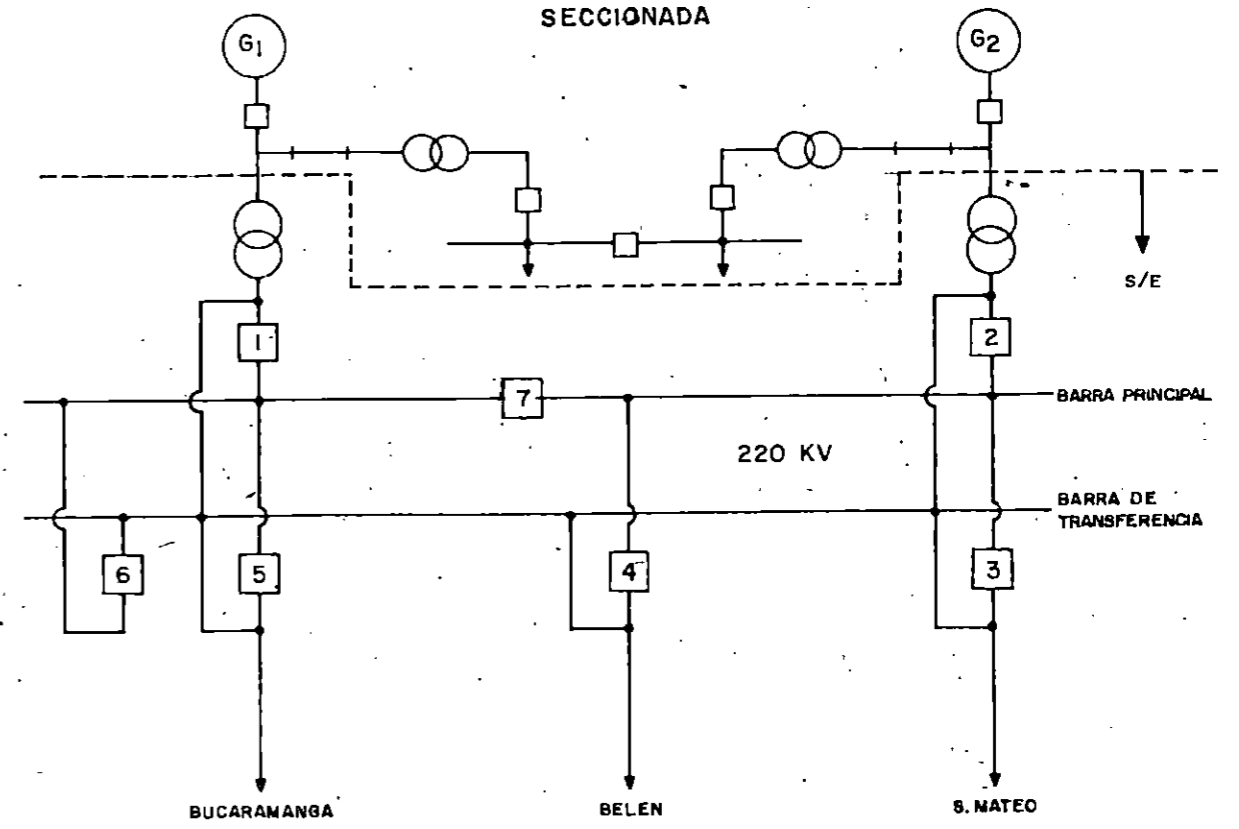 SECCIONADA
G1
G2
S/E
1
2
7
BARRA PRINCIPAL
220 KV
BARRA DE
TRANSFERENCIA
6
5
4
3
BUCARAMANGA
BELEN
S. MATEO